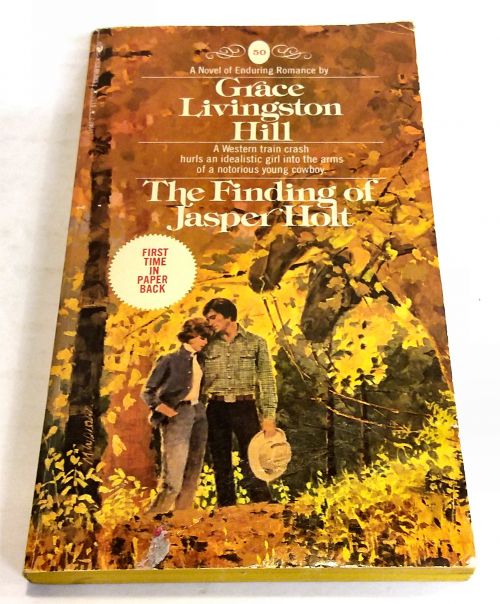 50
A Novel of Enduring Romance by
Grace
Livingston
Hill
A Western train crash
hurls an idealistic girl into the arms
of a notorious young cowboy.
The Finding of
Jasper Holt
FIRST
TIME
IN
PAPER
BACK